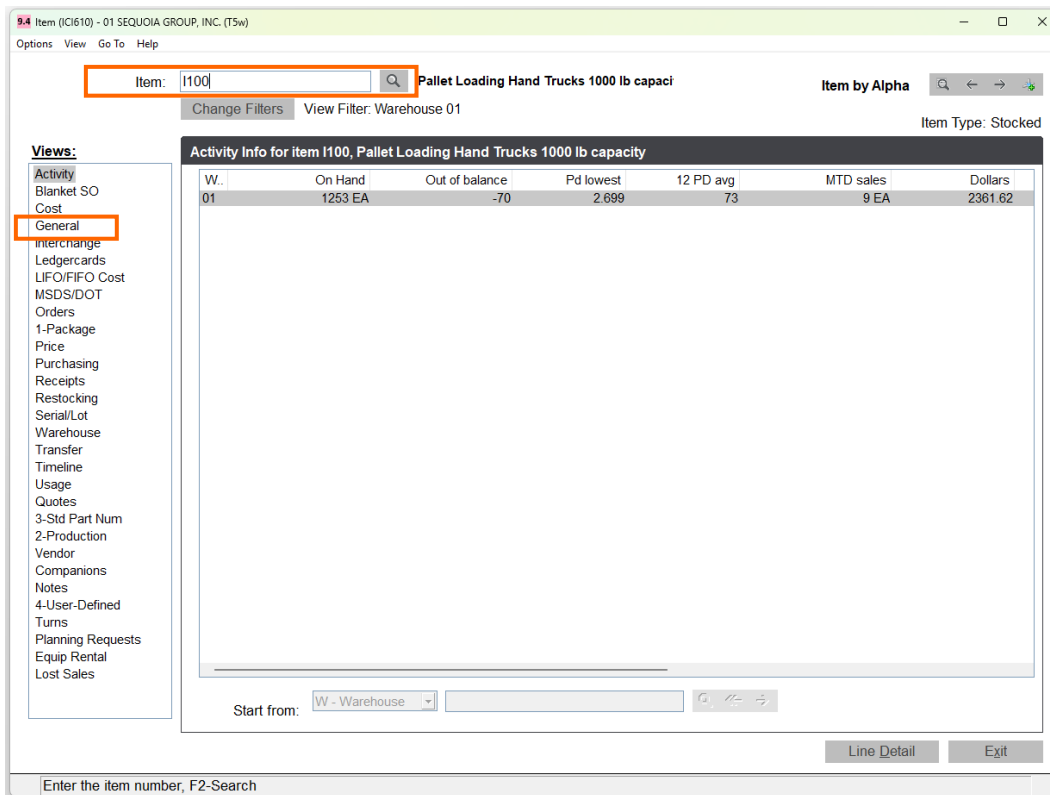 9.4 Item (ICI610) - 01 SEQUOIA GROUP, INC. (T5w)
Options View Go To Help
Item: I100 Pallet Loading Hand Trucks 1000 lb capaci Item by Alpha
Change Filters View Filter: Warehouse 01
Item Type: Stocked
Views:
Activity Info for item I100, Pallet Loading Hand Trucks 1000 lb capacity
W.. On Hand Out of balance Pd lowest 12 PD avg MTD sales Dollars
01 1253 EA -70 2.699 73 9 EA 2361.62
Activity
Blanket SO
Cost
General
Interchange
Ledgercards
LIFO/FIFO Cost
MSDS/DOT
Orders
1-Package
Price
Purchasing
Receipts
Restocking
Serial/Lot
Warehouse
Transfer
Timeline
Usage
Quotes
3-Std Part Num
2-Production
Vendor
Companions
Notes
4-User-Defined
Turns
Planning Requests
Equip Rental
Lost Sales
Start from: W - Warehouse
Line Detail Exit
Enter the item number, F2-Search